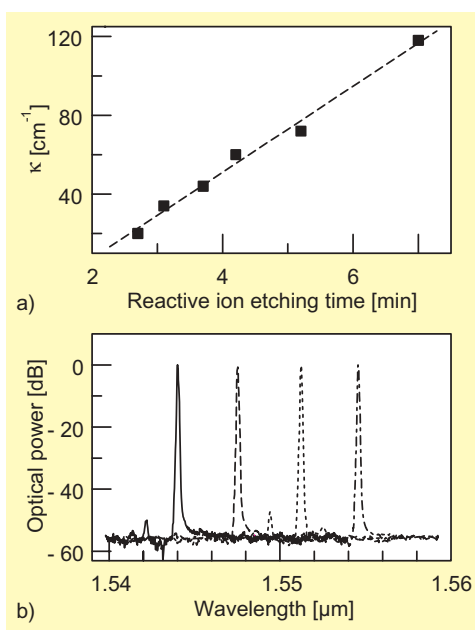 120
80
40
κ [cm-1]
2 4 6
a) Reactive ion etching time [min]
0
- 20
- 40
- 60
Optical power [dB]
1.54 1.55 1.56
b) Wavelength [µm]